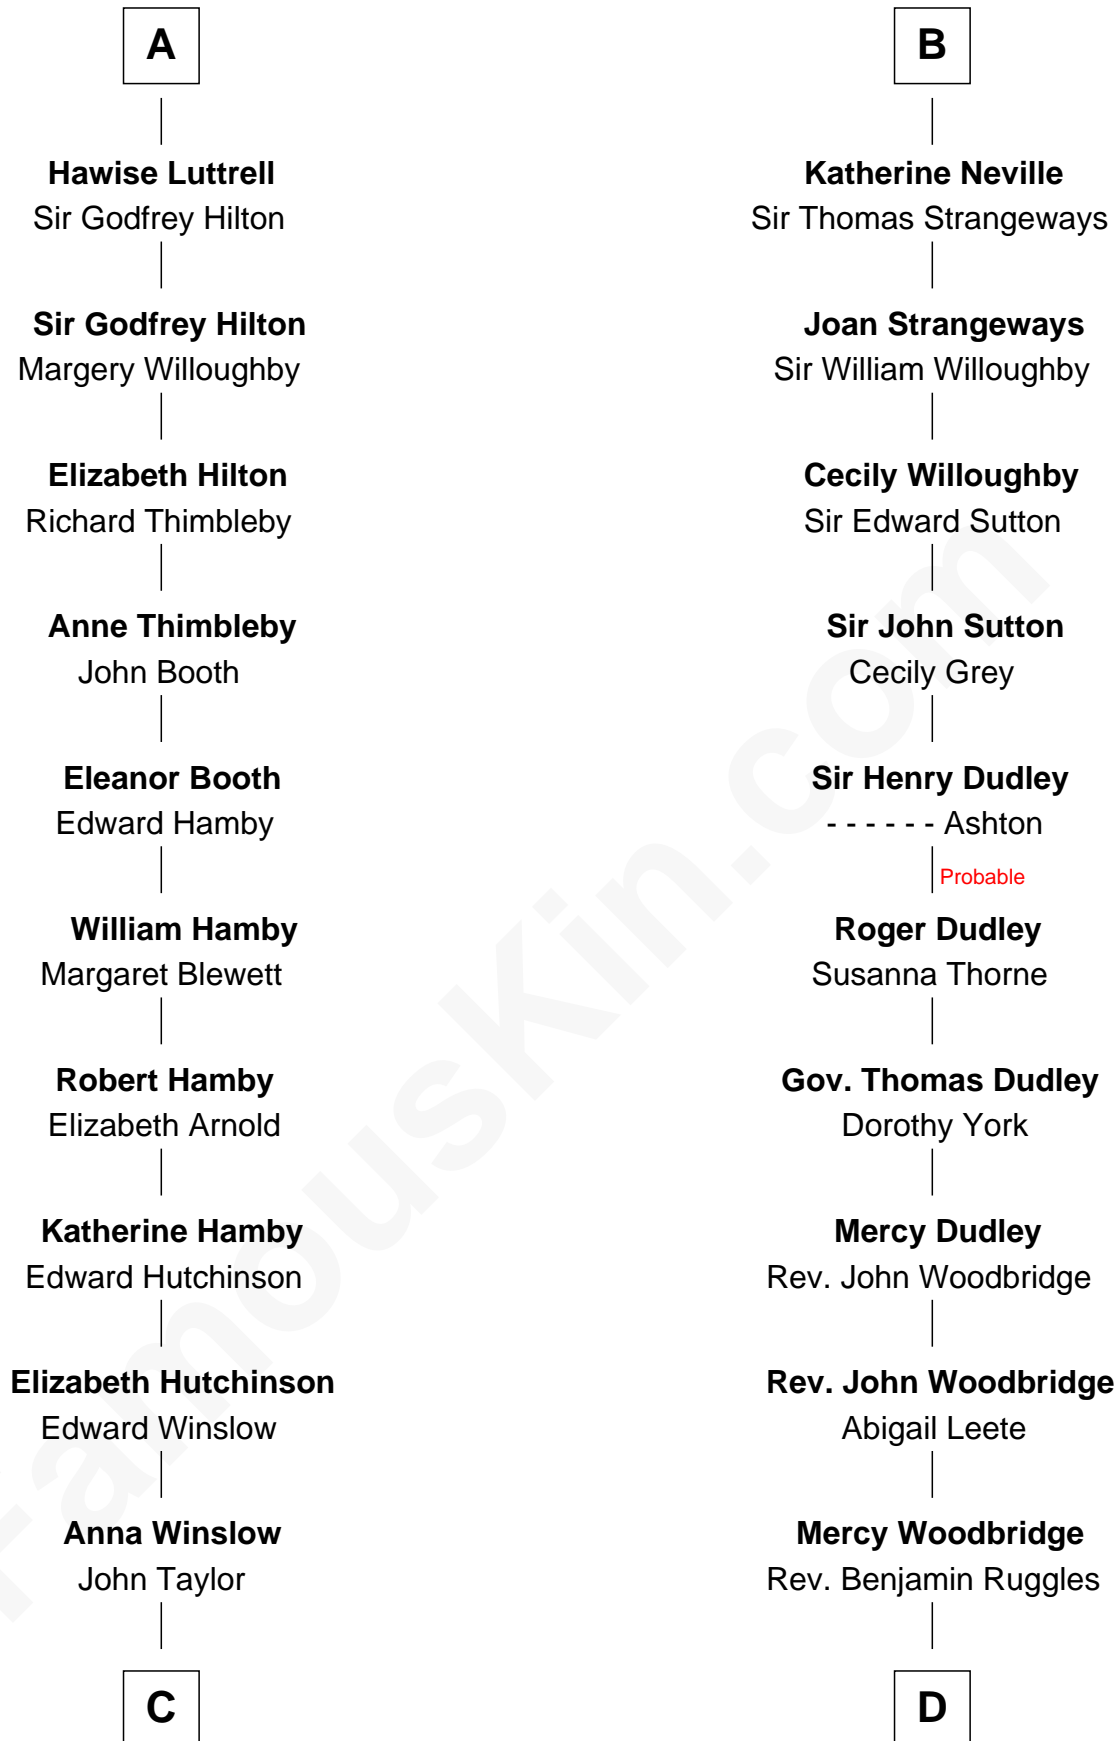 A
Hawise Luttrell
Sir Godfrey Hilton
Sir Godfrey Hilton
Margery Willoughby
Elizabeth Hilton
Richard Thimbleby
Anne Thimbleby
John Booth
Eleanor Booth
Edward Hamby
William Hamby
Margaret Blewett
Robert Hamby
Elizabeth Arnold
Katherine Hamby
Edward Hutchinson
Elizabeth Hutchinson
Edward Winslow
Anna Winslow
John Taylor
C
B
Katherine Neville
Sir Thomas Strangeways
Joan Strangeways
Sir William Willoughby
Cecily Willoughby
Sir Edward Sutton
Sir John Sutton
Cecily Grey
Sir Henry Dudley
- - - - - - Ashton
Probable
Roger Dudley
Susanna Thorne
Gov. Thomas Dudley
Dorothy York
Mercy Dudley
Rev. John Woodbridge
Rev. John Woodbridge
Abigail Leete
Mercy Woodbridge
Rev. Benjamin Ruggles
D
FamousKin.com